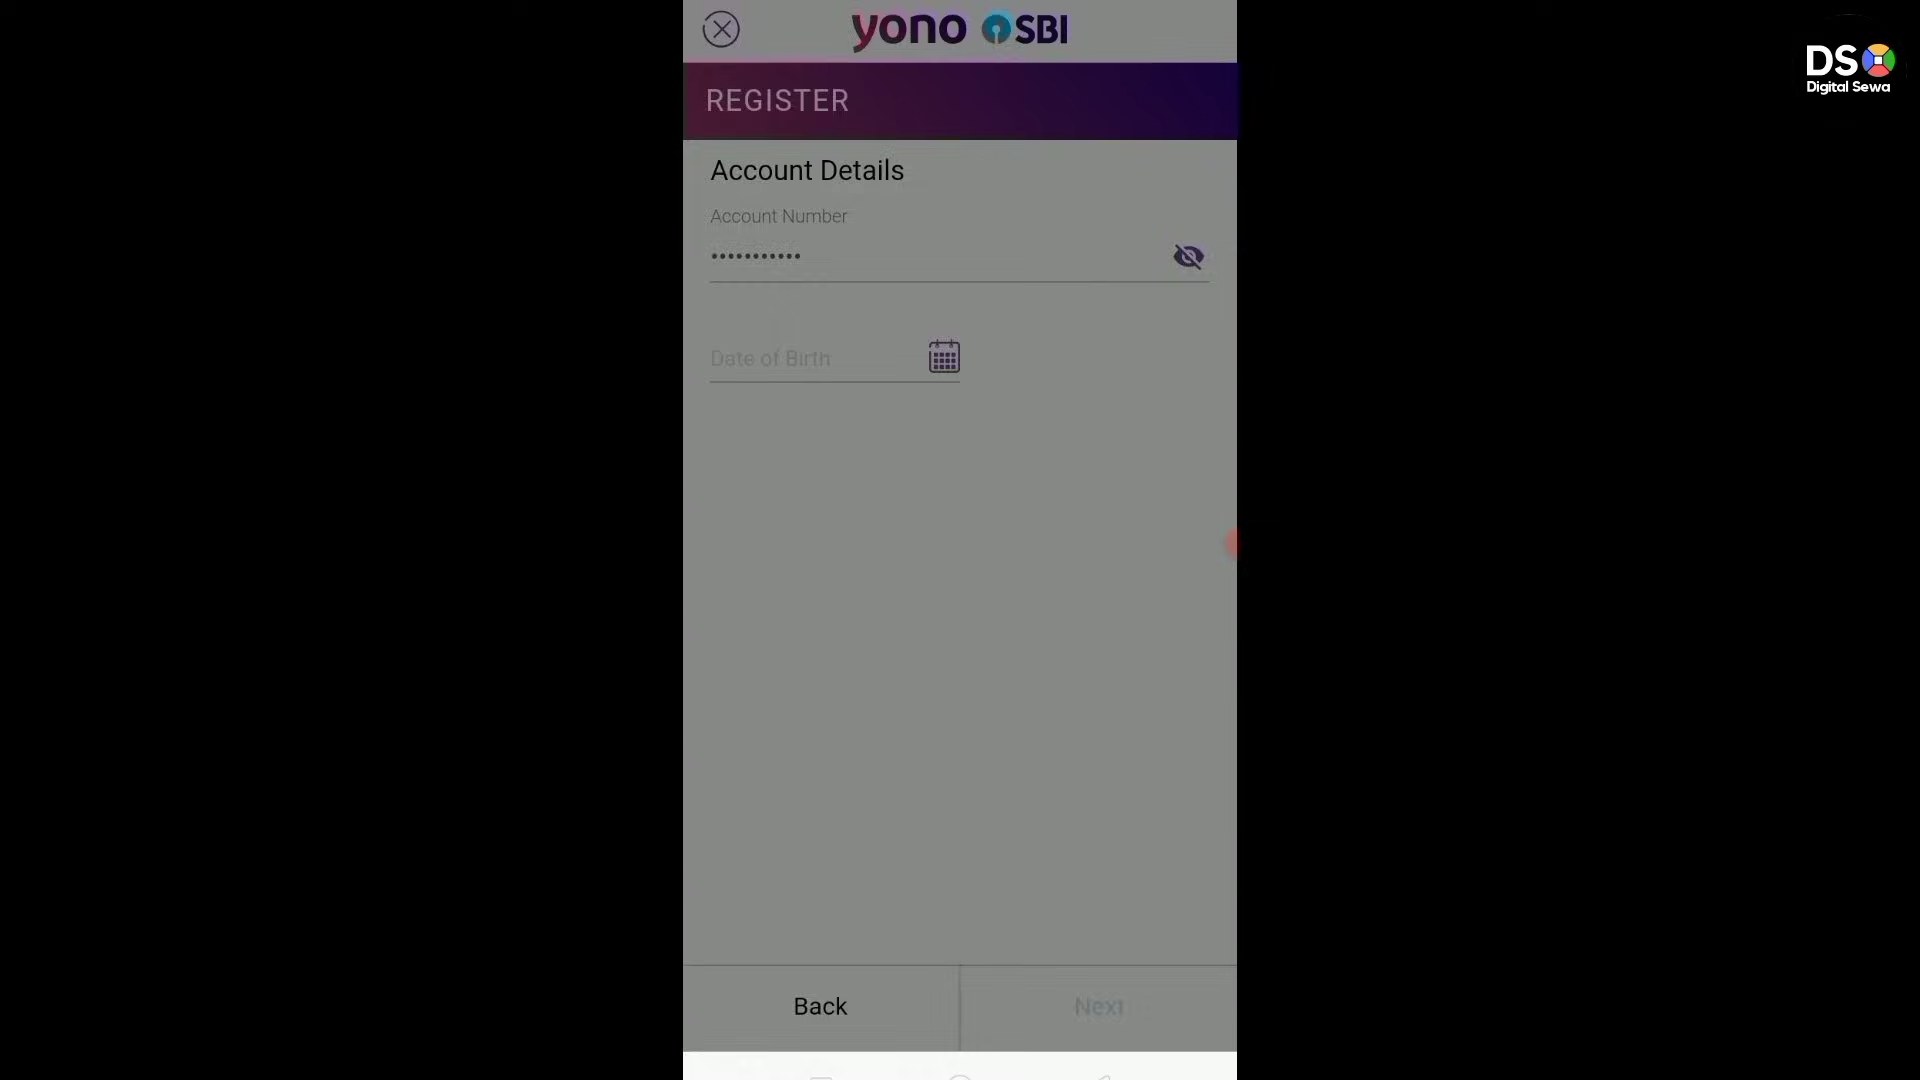 yono SBI
DS
Digital Sewa
REGISTER
Account Details
Account Number
•••••••••••
Date of Birth
Back
Next